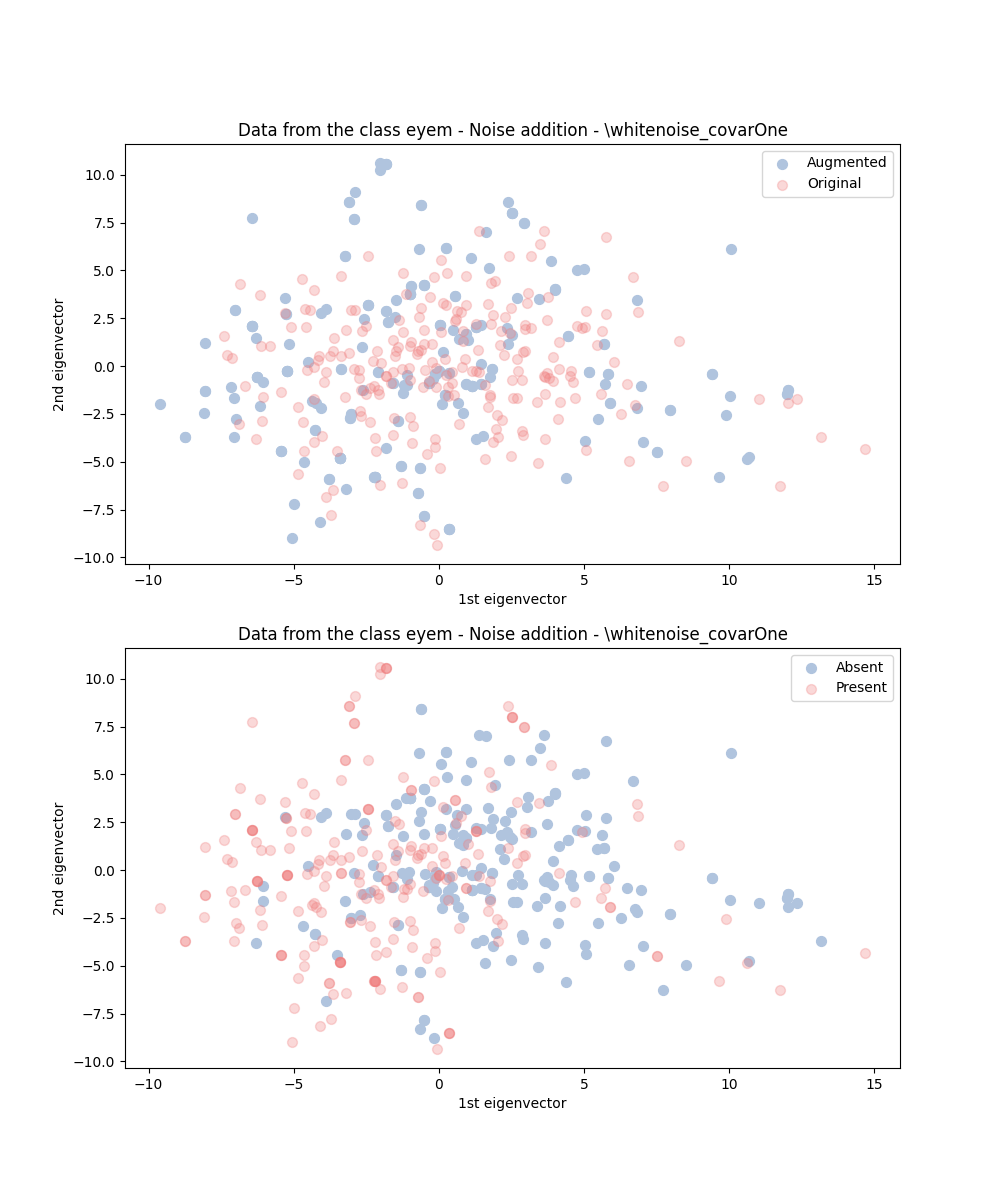 Data from the class eyem - Noise addition - \whitenoise_covarOne
Augmented
Original
10.0
7.5
5.0
2.5
0.0
−2.5
−5.0
−7.5
−10.0
2nd eigenvector
−10 −5 0 5 10 15
1st eigenvector
Data from the class eyem - Noise addition - \whitenoise_covarOne
Absent
Present
10.0
7.5
5.0
2.5
0.0
−2.5
−5.0
−7.5
−10.0
2nd eigenvector
−10 −5 0 5 10 15
1st eigenvector